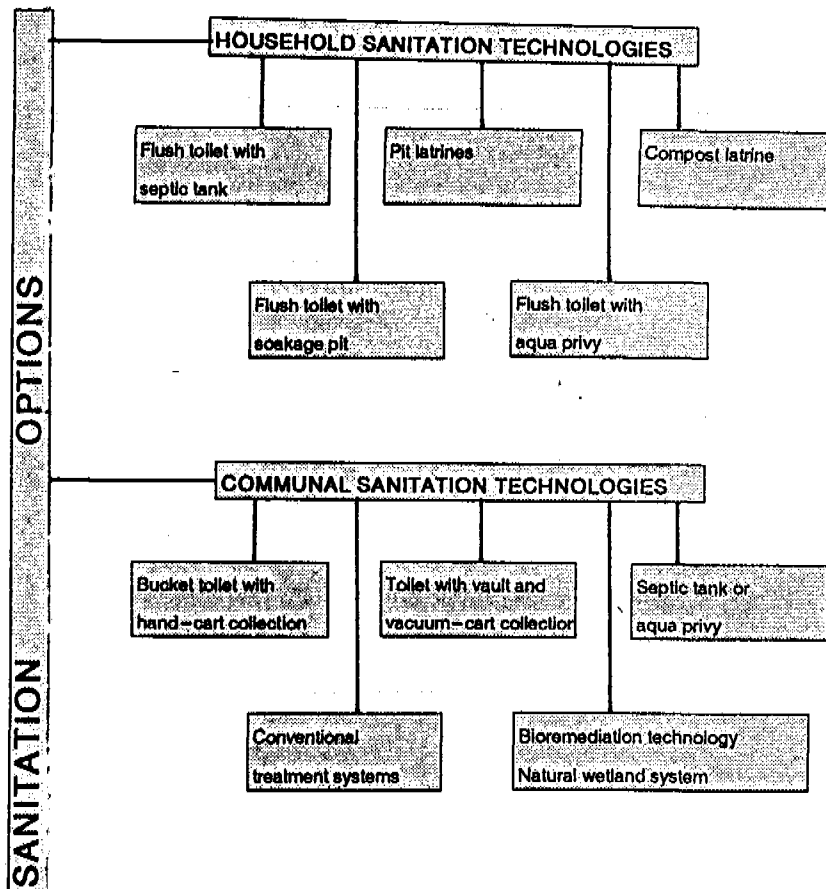 SANITATION OPTIONS
HOUSEHOLD SANITATION TECHNOLOGIES
Flush toilet with
septic tank
Pit latrines
Compost latrine
Flush toilet with
soakage pit
Flush toilet with
aqua privy
COMMUNAL SANITATION TECHNOLOGIES
Bucket toilet with
hand-cart collection
Toilet with vault and
vacuum-cart collection
Septic tank or
aqua privy
Conventional
treatment systems
Bioremediation technology
Natural wetland system